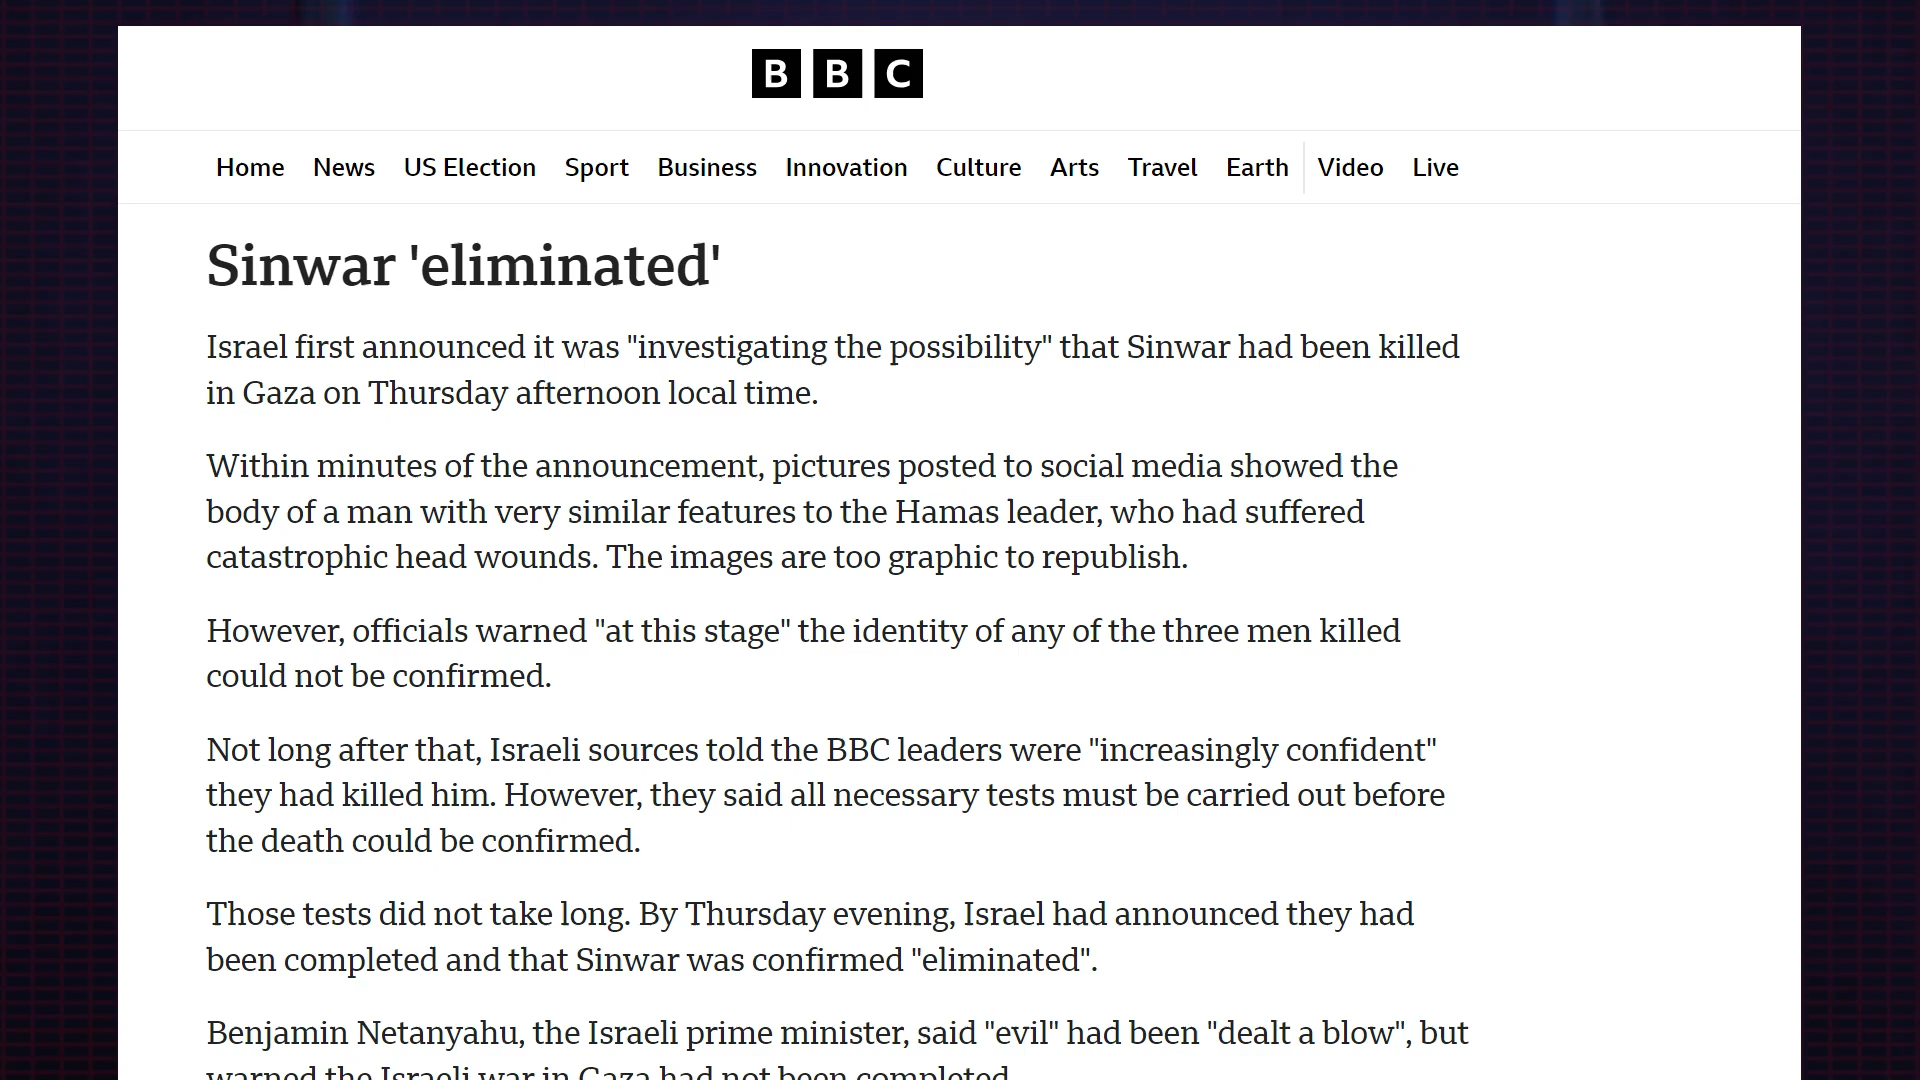 BBC
Home News US Election Sport Business Innovation Culture Arts Travel Earth Video Live
Sinwar 'eliminated'
Israel first announced it was "investigating the possibility" that Sinwar had been killed
in Gaza on Thursday afternoon local time.
Within minutes of the announcement, pictures posted to social media showed the
body of a man with very similar features to the Hamas leader, who had suffered
catastrophic head wounds. The images are too graphic to republish.
However, officials warned "at this stage" the identity of any of the three men killed
could not be confirmed.
Not long after that, Israeli sources told the BBC leaders were "increasingly confident"
they had killed him. However, they said all necessary tests must be carried out before
the death could be confirmed.
Those tests did not take long. By Thursday evening, Israel had announced they had
been completed and that Sinwar was confirmed "eliminated".
Benjamin Netanyahu, the Israeli prime minister, said "evil" had been "dealt a blow", but
warned the Israeli war in Gaza had not been completed.